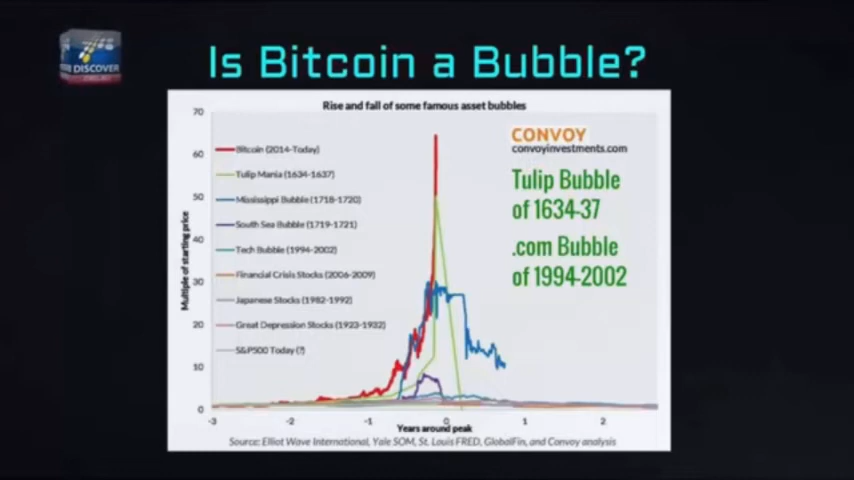 DISCOVER
Is Bitcoin a Bubble?
Rise and fall of some famous asset bubbles
CONVOY
convoyinvestments.com
Tulip Bubble
of 1634-37
.com Bubble
of 1994-2002
Multiple of starting price
70
60
50
40
30
20
10
0
Bitcoin (2014-Today)
Tulip Mania (1634-1637)
Mississippi Bubble (1718-1720)
South Sea Bubble (1719-1721)
Tech Bubble (1994-2002)
Financial Crisis Stocks (2006-2009)
Japanese Stocks (1982-1992)
Great Depression Stocks (1923-1932)
S&P500 Today (?)
-3 -2 -1 0 1 2
Years around peak
Source: Elliot Wave International, Yale SOM, St. Louis FRED, GlobalFin, and Convoy analysis